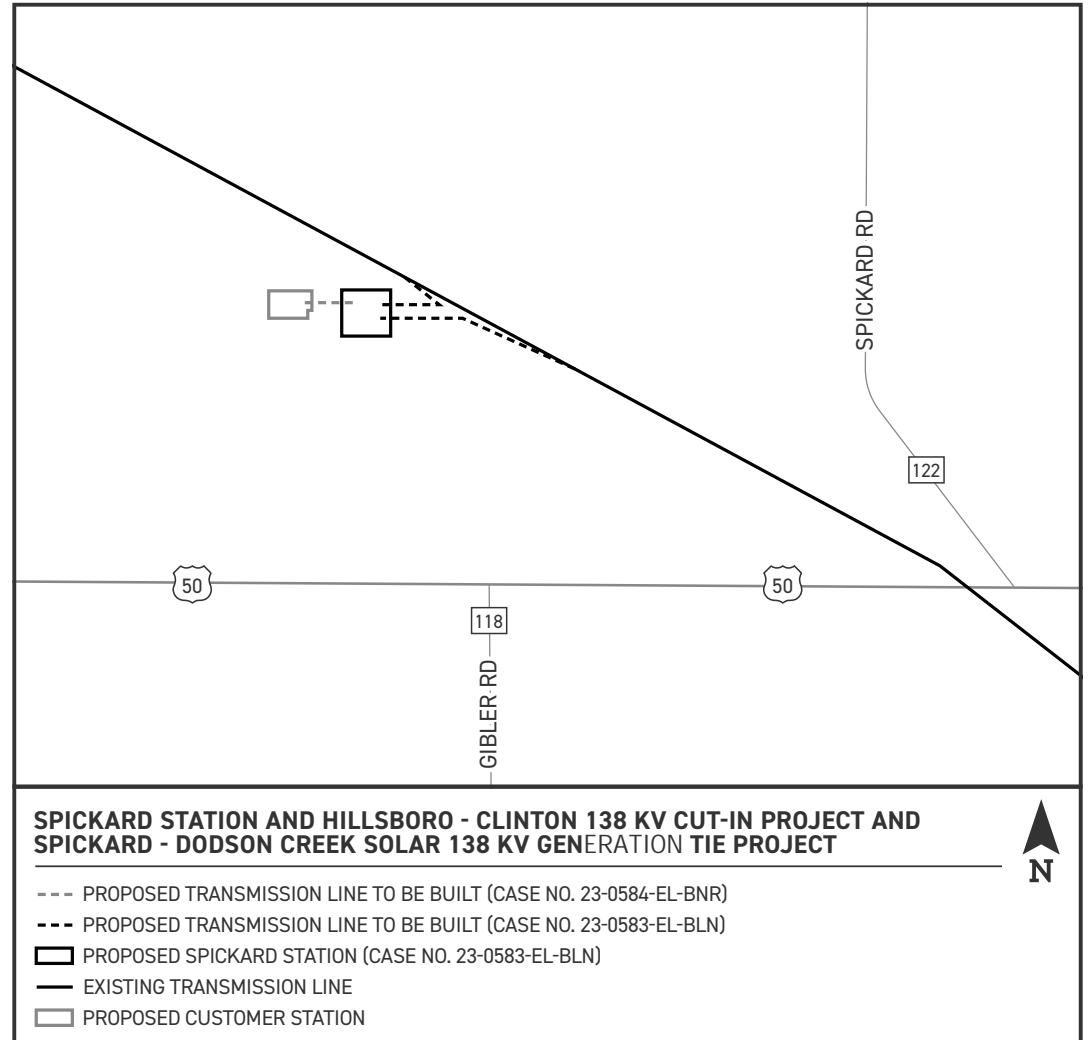 SPICKARD RD
122
50
50
118
GIBLER RD
SPICKARD STATION AND HILLSBORO - CLINTON 138 KV CUT-IN PROJECT AND
SPICKARD - DODSON CREEK SOLAR 138 KV GENERATION TIE PROJECT
N
PROPOSED TRANSMISSION LINE TO BE BUILT (CASE NO. 23-0584-EL-BNR)
PROPOSED TRANSMISSION LINE TO BE BUILT (CASE NO. 23-0583-EL-BLN)
PROPOSED SPICKARD STATION (CASE NO. 23-0583-EL-BLN)
EXISTING TRANSMISSION LINE
PROPOSED CUSTOMER STATION